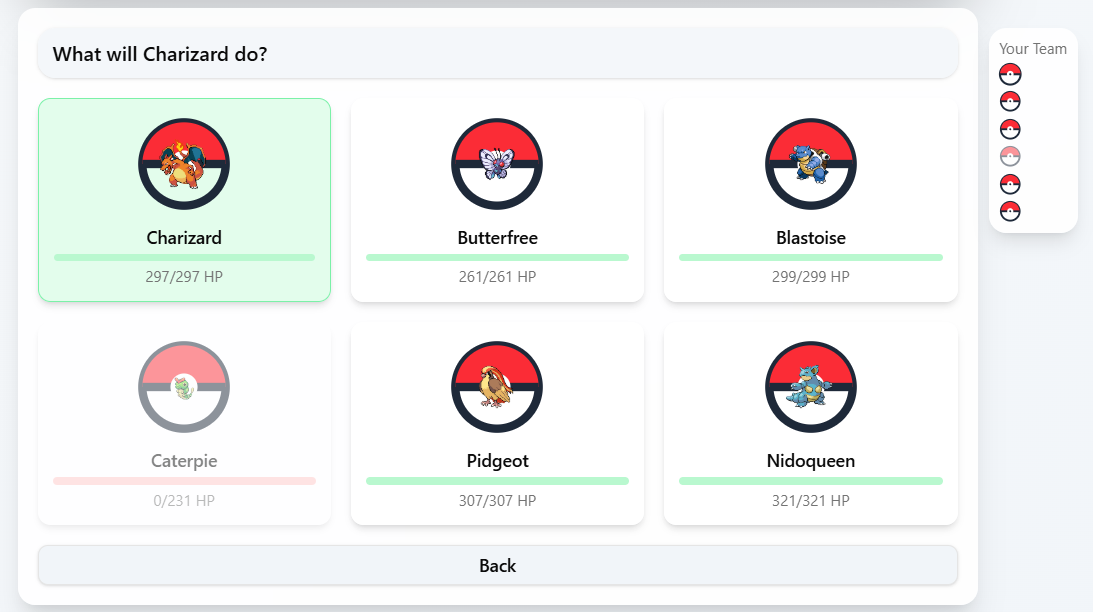 What will Charizard do?
Your Team
Charizard
297/297 HP
Butterfree
261/261 HP
Blastoise
299/299 HP
Caterpie
0/231 HP
Pidgeot
307/307 HP
Nidoqueen
321/321 HP
Back